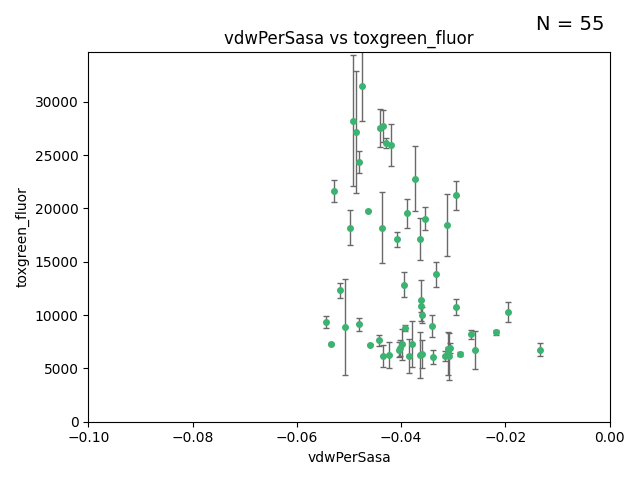 N = 55
vdwPerSasa vs toxgreen_fluor
30000
25000
20000
15000
10000
5000
0
toxgreen_fluor
−0.10 −0.08 −0.06 −0.04 −0.02 0.00
vdwPerSasa